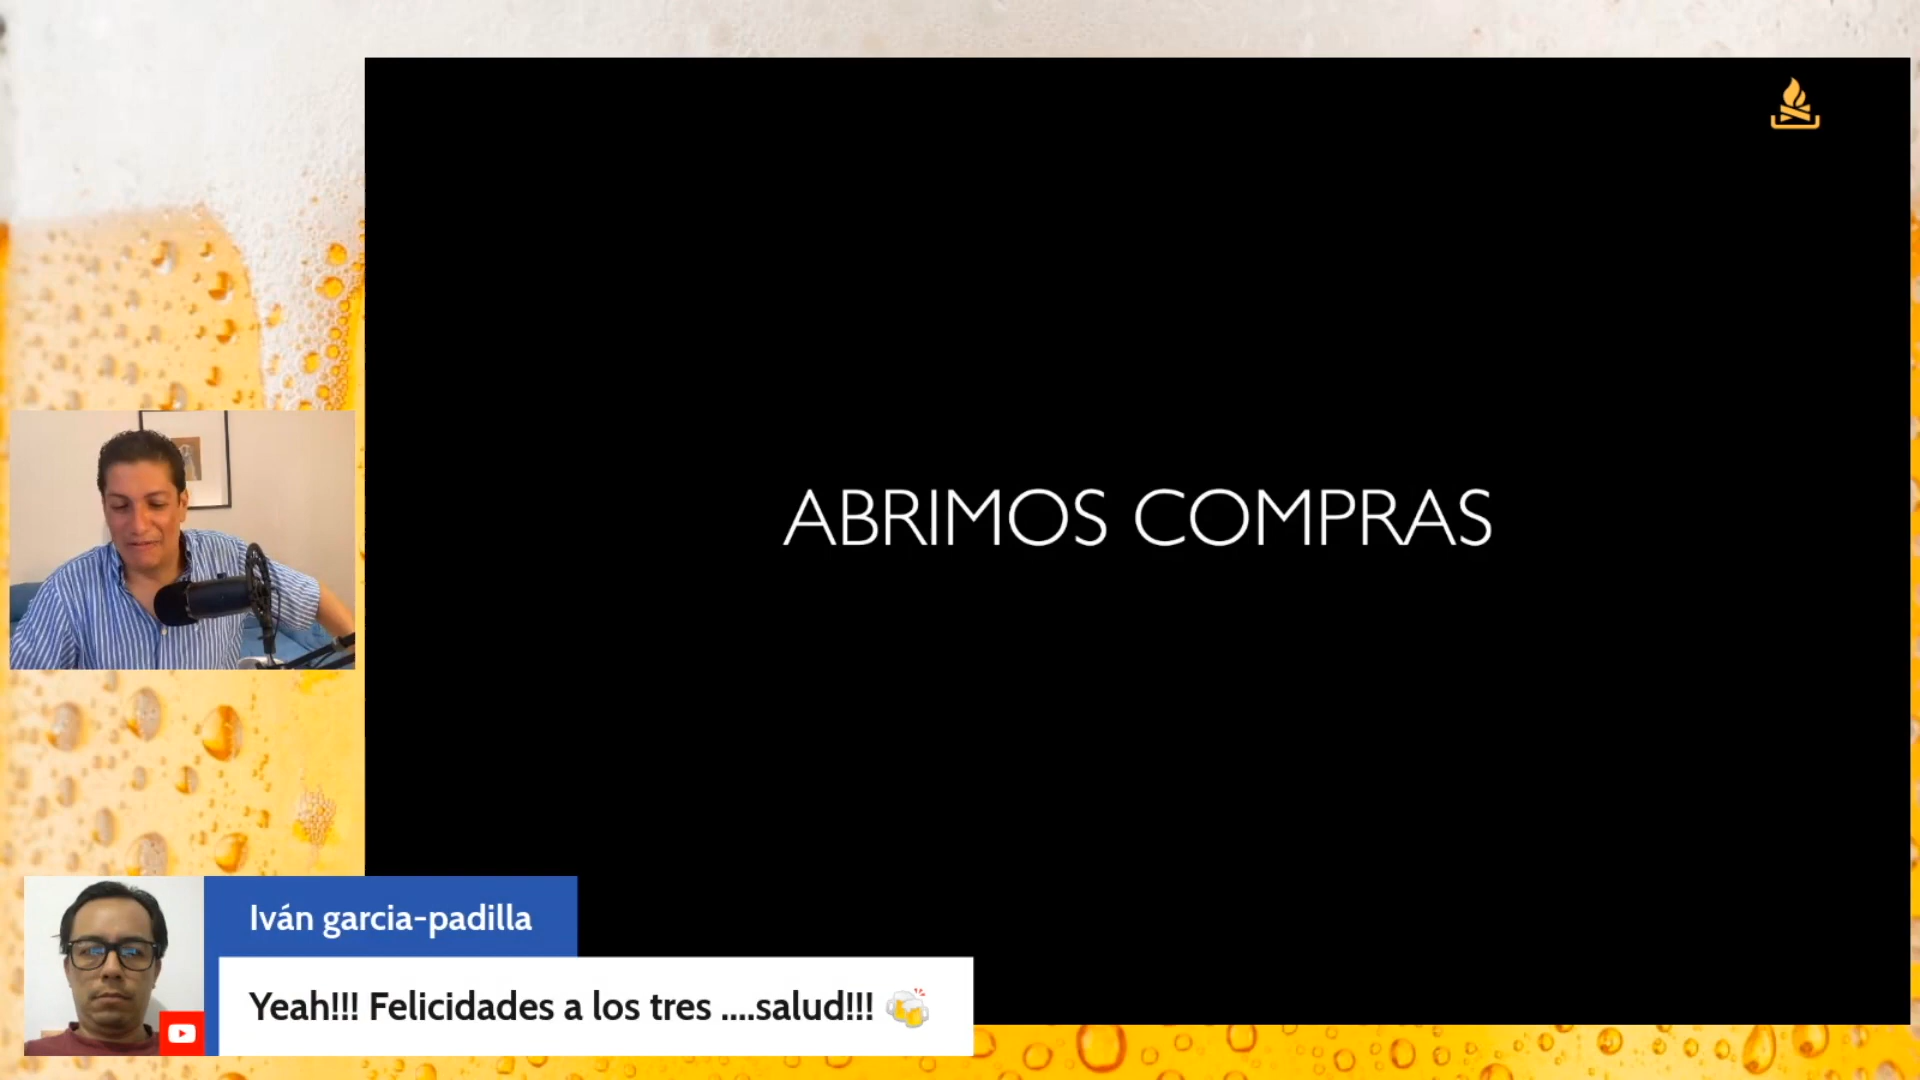 ABRIMOS COMPRAS
Iván garcia-padilla
Yeah!!! Felicidades a los tres ....salud!!! 🍻